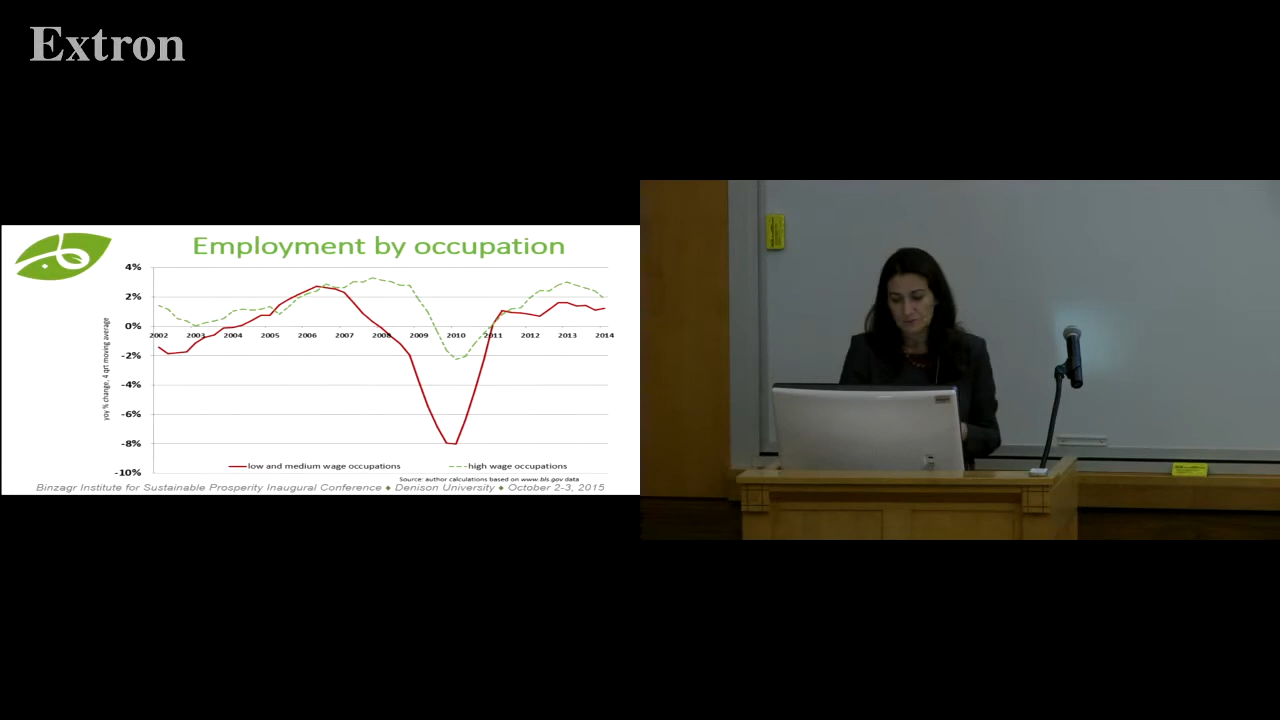 Extron
Employment by occupation
4%
2%
0%
-2%
-4%
-6%
-8%
-10%
yoy % change, 4 qrt moving average
2002 2003 2004 2005 2006 2007 2008 2009 2010 2011 2012 2013 2014
low and medium wage occupations high wage occupations
Source: author calculations based on www.bls.gov data
Binzagr Institute for Sustainable Prosperity Inaugural Conference ♦ Denison University ♦ October 2-3, 2015